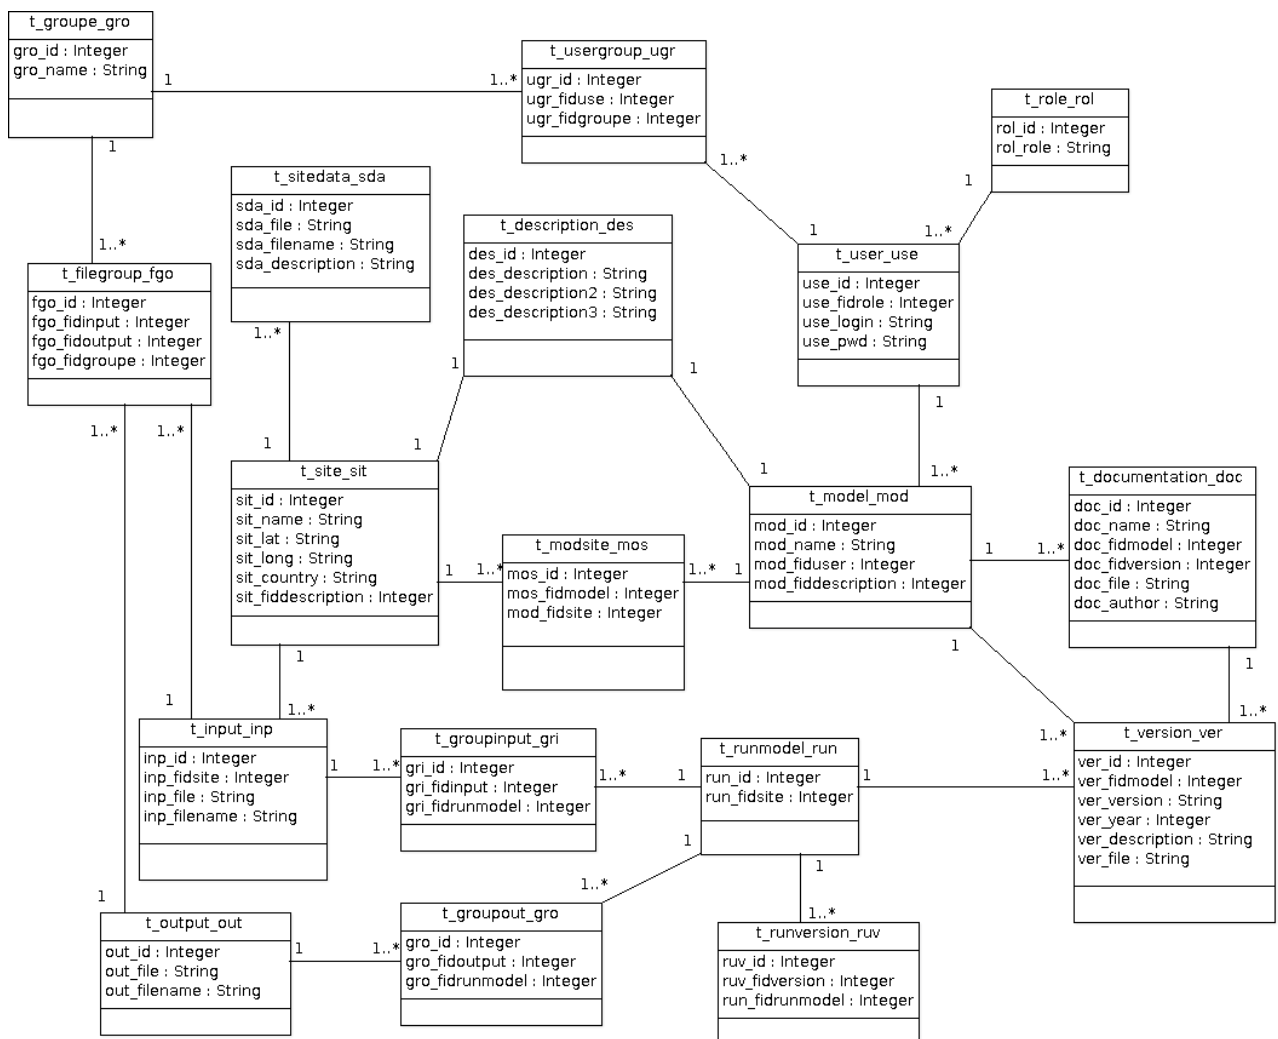 t_groupe_gro
gro_id : Integer
gro_name : String
1
1..*
t_usergroup_ugr
ugr_id : Integer
ugr_fiduse : Integer
ugr_fidgroupe : Integer
t_role_rol
rol_id : Integer
rol_role : String
1
1..*
1
t_sitedata_sda
sda_id : Integer
sda_file : String
sda_filename : String
sda_description : String
t_description_des
des_id : Integer
des_description : String
des_description2 : String
des_description3 : String
1
1..*
1..*
t_filegroup_fgo
fgo_id : Integer
fgo_fidinput : Integer
fgo_fidoutput : Integer
fgo_fidgroupe : Integer
t_user_use
use_id : Integer
use_fidrole : Integer
use_login : String
use_pwd : String
1..*
1
1
1
1..*
1..*
1
1
1
1..*
t_site_sit
sit_id : Integer
sit_name : String
sit_lat : String
sit_long : String
sit_country : String
sit_fiddescription : Integer
t_model_mod
mod_id : Integer
mod_name : String
mod_fiduser : Integer
mod_fiddescription : Integer
t_documentation_doc
doc_id : Integer
doc_name : String
doc_fidmodel : Integer
doc_fidversion : Integer
doc_file : String
doc_author : String
t_modsite_mos
mos_id : Integer
mos_fidmodel : Integer
mod_fidsite : Integer
1
1..*
1..*
1
1
1..*
1
1
1
1
1..*
1..*
1..*
t_input_inp
inp_id : Integer
inp_fidsite : Integer
inp_file : String
inp_filename : String
t_groupinput_gri
gri_id : Integer
gri_fidinput : Integer
gri_fidrunmodel : Integer
t_runmodel_run
run_id : Integer
run_fidsite : Integer
t_version_ver
ver_id : Integer
ver_fidmodel : Integer
ver_version : String
ver_year : Integer
ver_description : String
ver_file : String
1
1..*
1..*
1
1
1..*
1
1
1..*
1
1..*
t_output_out
out_id : Integer
out_file : String
out_filename : String
1
1..*
t_groupout_gro
gro_id : Integer
gro_fidoutput : Integer
gro_fidrunmodel : Integer
t_runversion_ruv
ruv_id : Integer
ruv_fidversion : Integer
run_fidrunmodel : Integer